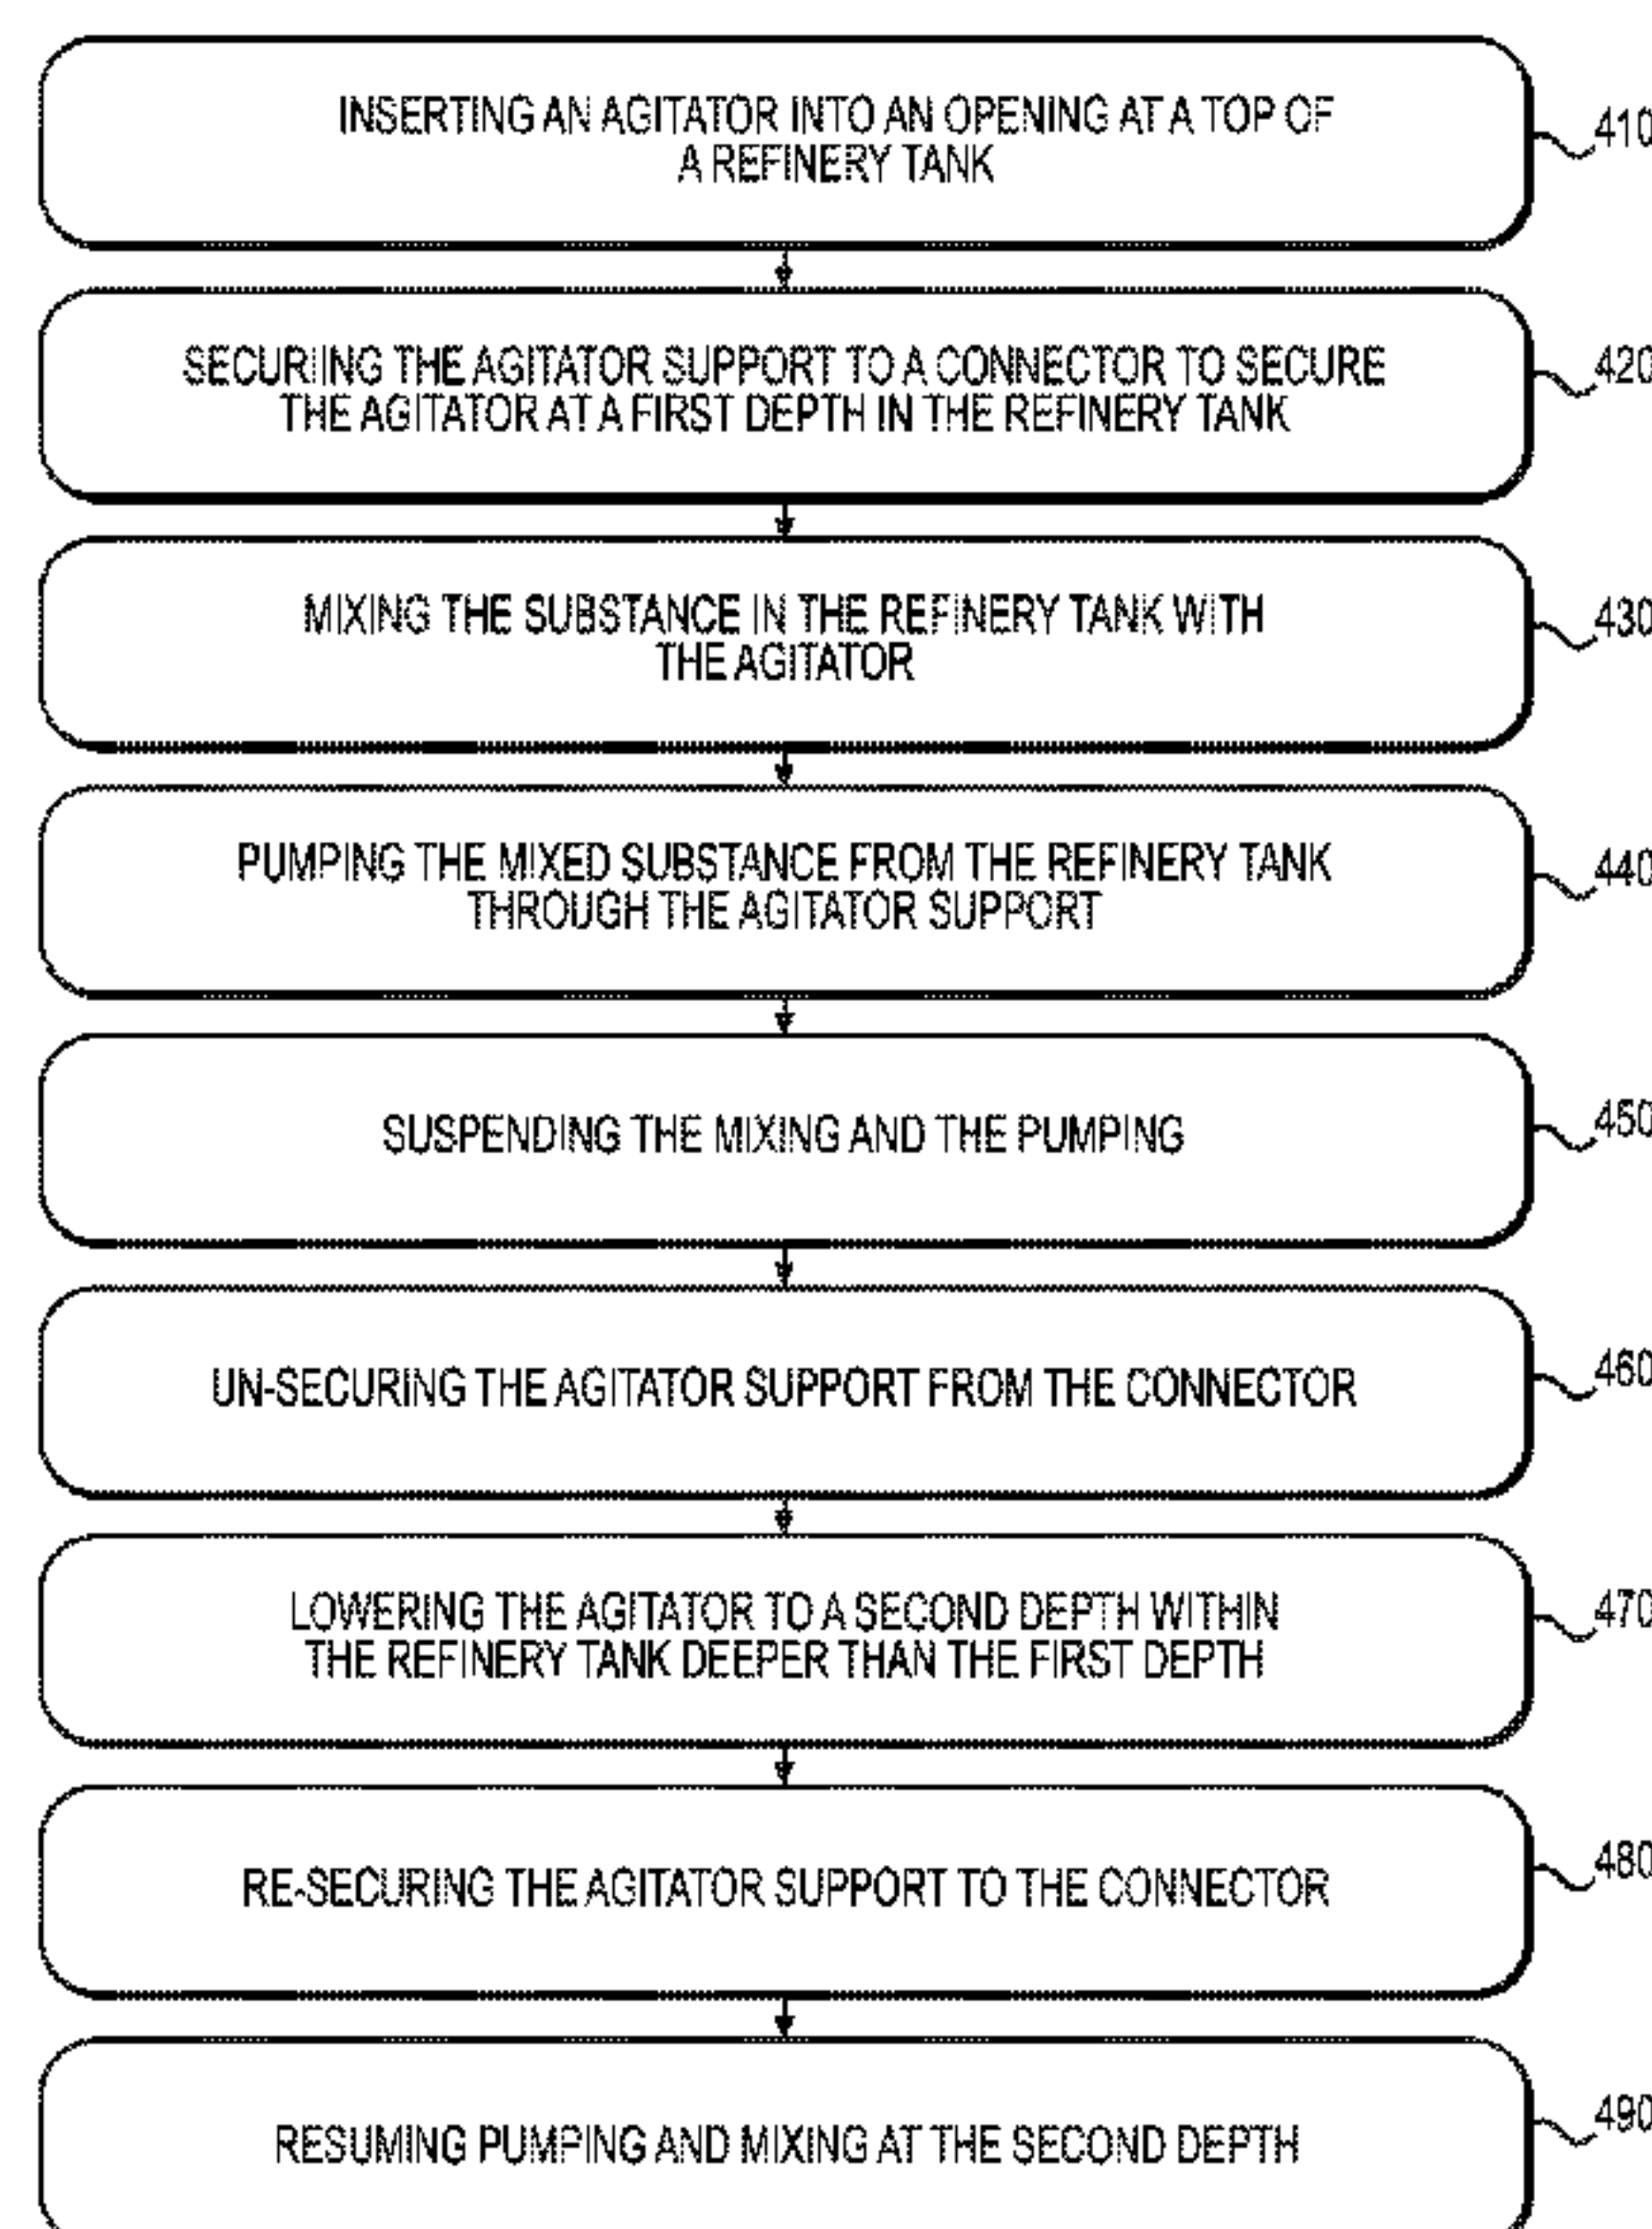 INSERTING AN AGITATOR INTO AN OPENING AT A TOP OF
A REFINERY TANK
410
SECURIING THE AGITATOR SUPPORT TO A CONNECTOR TO SECURE
THE AGITATOR AT A FIRST DEPTH IN THE REFINERY TANK
420
MIXING THE SUBSTANCE IN THE REFINERY TANK WITH
THE AGITATOR
430
PUMPING THE MIXED SUBSTANCE FROM THE REFINERY TANK
THROUGH THE AGITATOR SUPPORT
440
SUSPENDING THE MIXING AND THE PUMPING
450
UN-SECURING THE AGITATOR SUPPORT FROM THE CONNECTOR
460
LOWERING THE AGITATOR TO A SECOND DEPTH WITHIN
THE REFINERY TANK DEEPER THAN THE FIRST DEPTH
470
RE-SECURING THE AGITATOR SUPPORT TO THE CONNECTOR
480
RESUMING PUMPING AND MIXING AT THE SECOND DEPTH
490